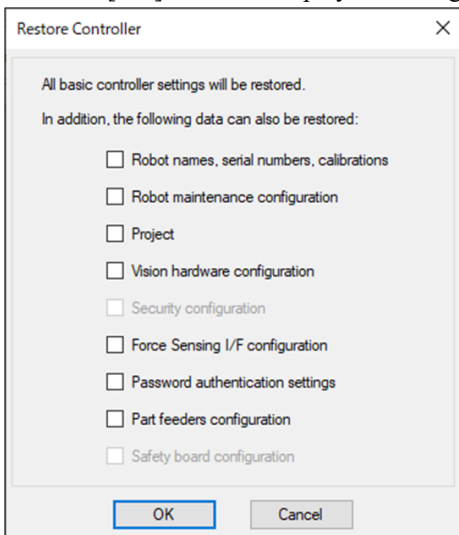 Restore Controller
All basic controller settings will be restored.
In addition, the following data can also be restored:
Robot names, serial numbers, calibrations
Robot maintenance configuration
Project
Vision hardware configuration
Security configuration
Force Sensing I/F configuration
Password authentication settings
Part feeders configuration
Safety board configuration
OK
Cancel